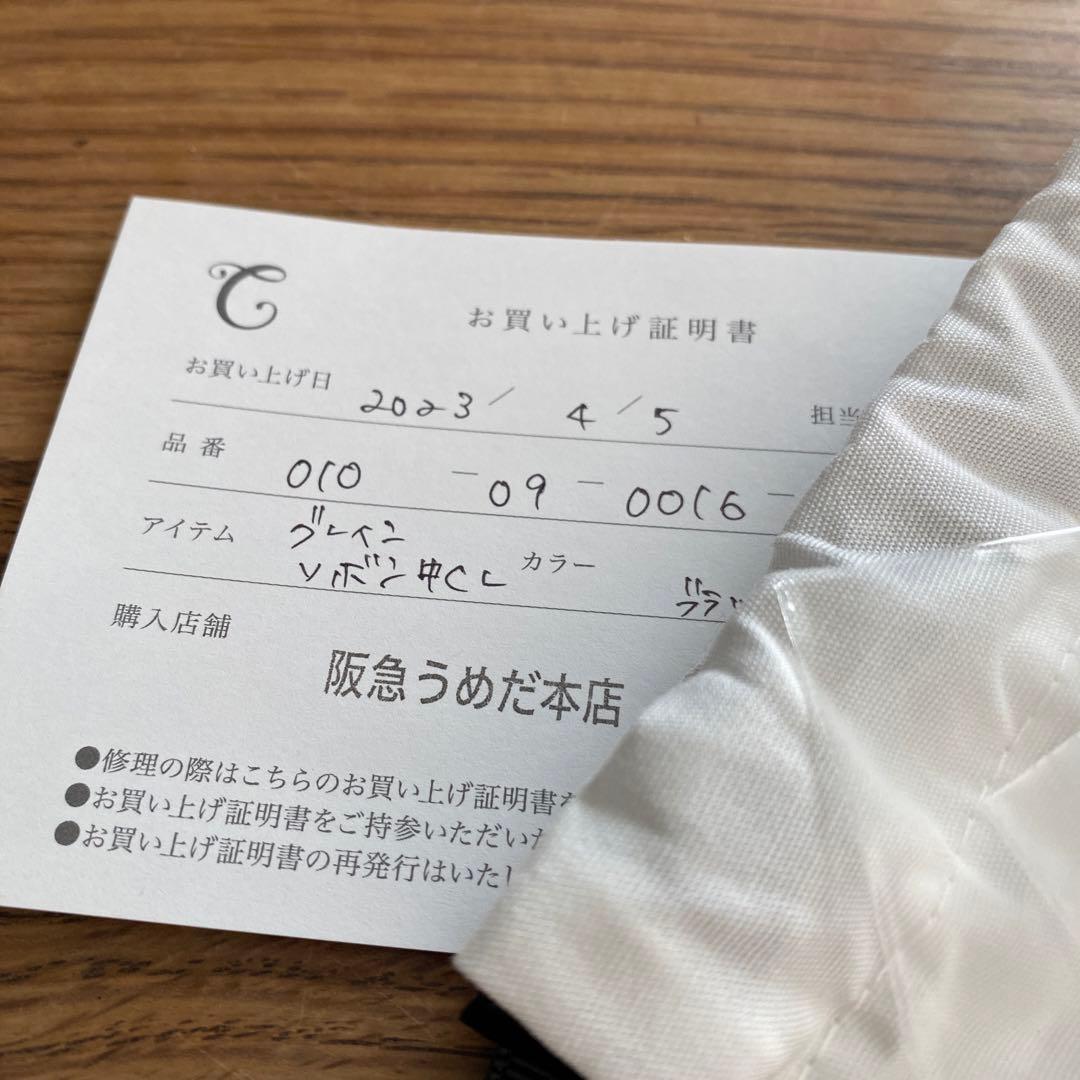 お買い上げ証明書
お買い上げ日 2023/ 4/5 担当
品番 010 -09-0016-
アイテム グレイン カラー
リボン中CL
購入店舗
阪急うめだ本店
●修理の際はこちらのお買い上げ証明書を
●お買い上げ証明書をご持参いただいた
●お買い上げ証明書の再発行はいたし